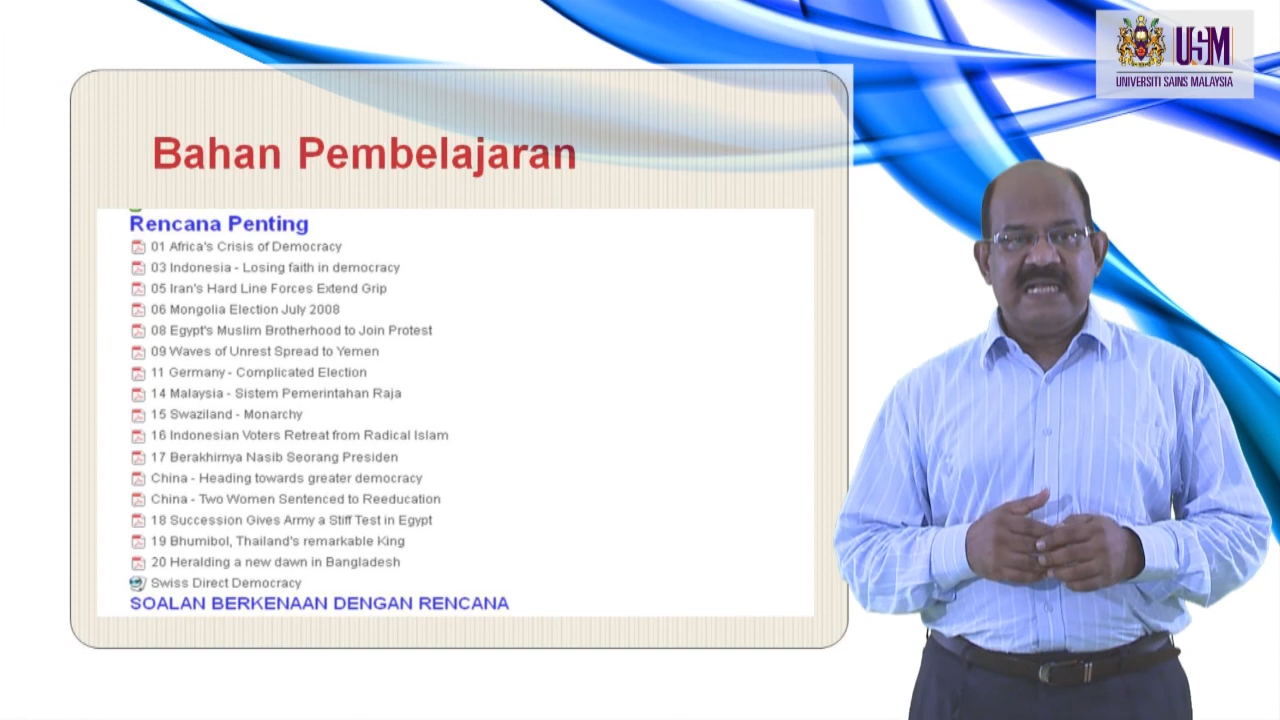 USM
UNIVERSITI SAINS MALAYSIA
Bahan Pembelajaran
Rencana Penting
01 Africa's Crisis of Democracy
03 Indonesia - Losing faith in democracy
05 Iran's Hard Line Forces Extend Grip
06 Mongolia Election July 2008
08 Egypt's Muslim Brotherhood to Join Protest
09 Waves of Unrest Spread to Yemen
11 Germany - Complicated Election
14 Malaysia - Sistem Pemerintahan Raja
15 Swaziland - Monarchy
16 Indonesian Voters Retreat from Radical Islam
17 Berakhirnya Nasib Seorang Presiden
China - Heading towards greater democracy
China - Two Women Sentenced to Reeducation
18 Succession Gives Army a Stiff Test in Egypt
19 Bhumibol, Thailand's remarkable King
20 Heralding a new dawn in Bangladesh
Swiss Direct Democracy
SOALAN BERKENAAN DENGAN RENCANA